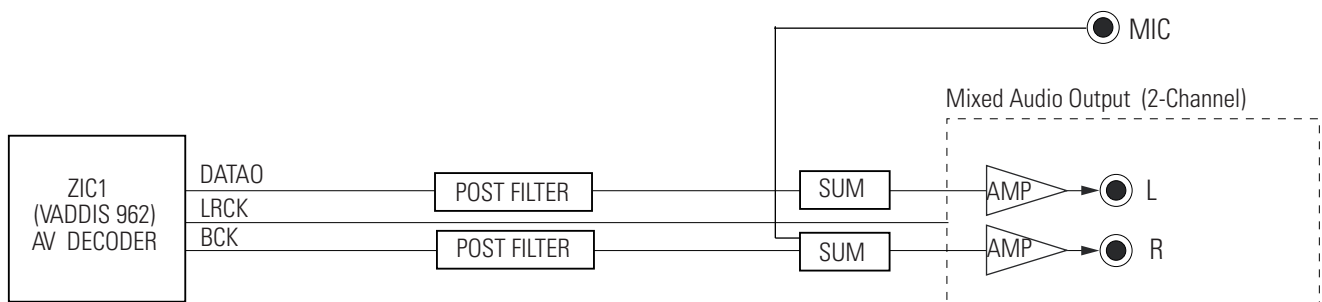 MIC
Mixed Audio Output (2-Channel)
ZIC1
(VADDIS 962)
AV DECODER
DATAO
POST FILTER
SUM
AMP
L
LRCK
BCK
POST FILTER
SUM
AMP
R